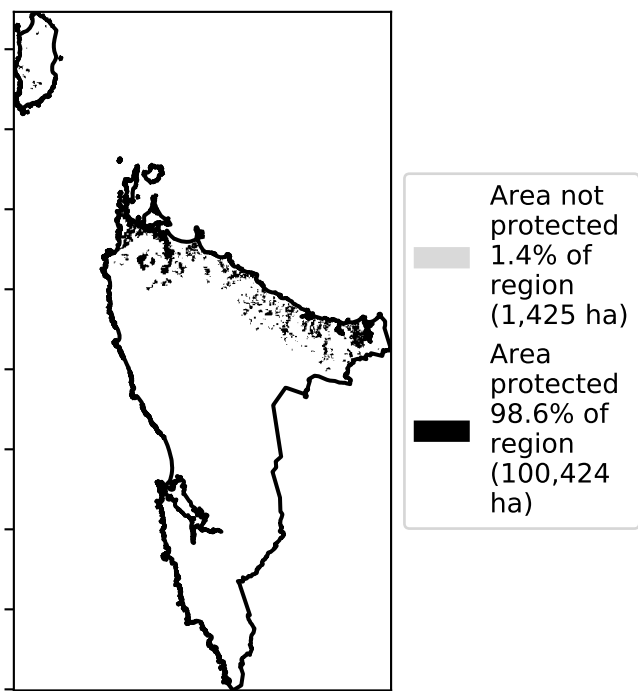 Area not
protected
1.4% of
region
(1,425 ha)
Area
protected
98.6% of
region
(100,424
ha)